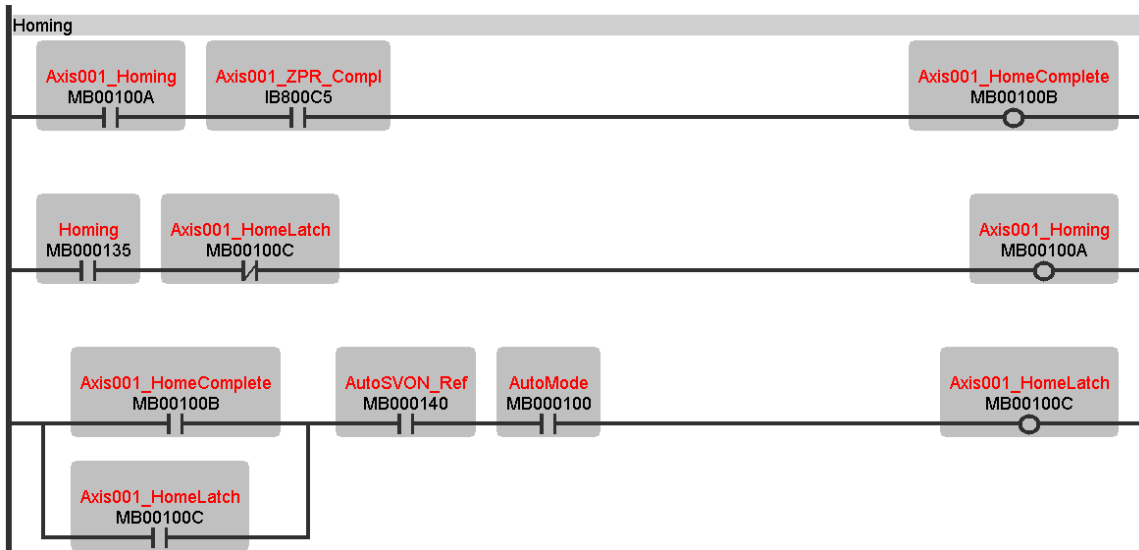 Homing
Axis001_Homing Axis001_ZPR_Compl Axis001_HomeComplete
MB00100A IB800C5 MB00100B
Homing Axis001_HomeLatch Axis001_Homing
MB000135 MB00100C MB00100A
Axis001_HomeComplete AutoSVON_Ref AutoMode Axis001_HomeLatch
MB00100B MB000140 MB000100 MB00100C
Axis001_HomeLatch
MB00100C